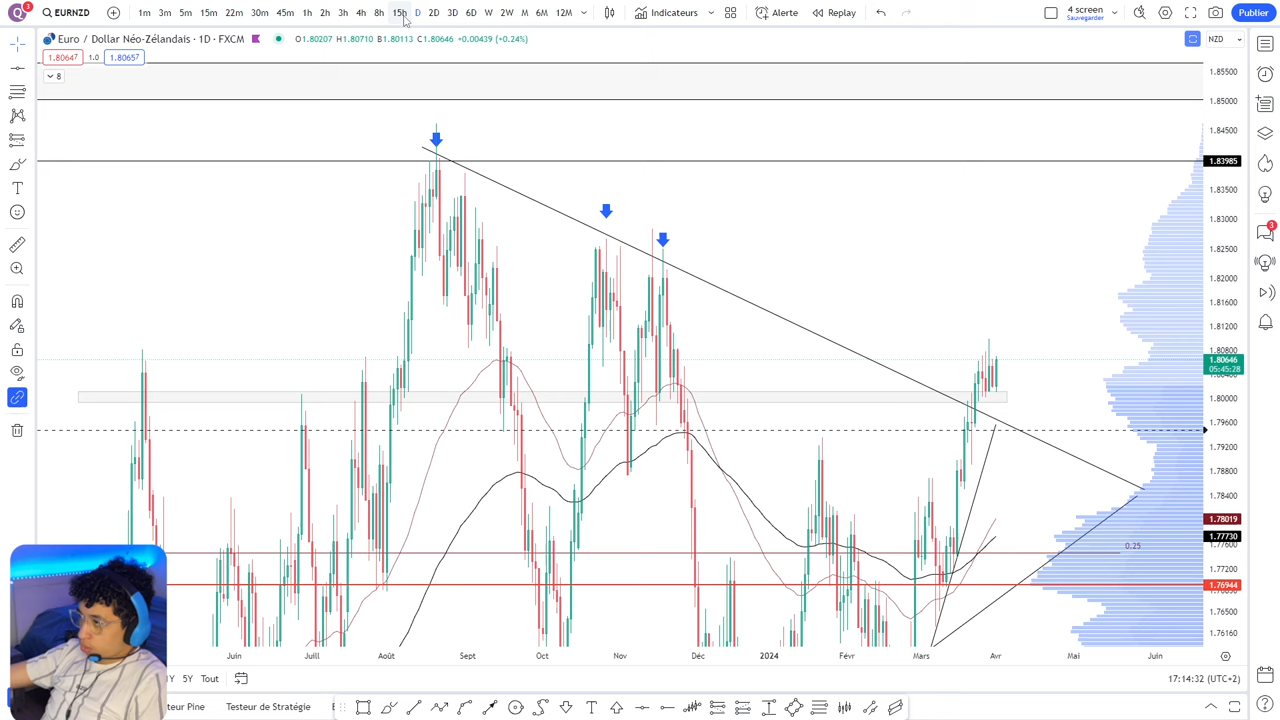 3
EURNZD
1m 3m 5m 15m 22m 30m 45m 1h 2h 3h 4h 8h 15h D 2D 3D 6D W 2W M 6M 12M
Indicateurs
Alerte
Replay
4 screen
Sauvegarder
Publier
Euro / Dollar Néo-Zélandais · 1D · FXCM
O1.80207 H1.80710 B1.80113 C1.80646 +0.00439 (+0.24%)
NZD
1.80647 1.0 1.80657
8
1.85500
1.85000
1.84500
1.83985
1.83500
1.83000
1.82500
1.82000
1.81600
1.81200
1.80800
1.80646
05:45:28
1.80000
1.79600
1.79200
1.78800
1.78400
1.78019
1.77730
1.77200
1.76944
1.76500
1.76160
3
0.25
Juin Juill Août Sept Oct Nov Déc 2024 Févr Mars Avr Mai Juin
5Y Tout
17:14:32 (UTC+2)
Testeur de Stratégie